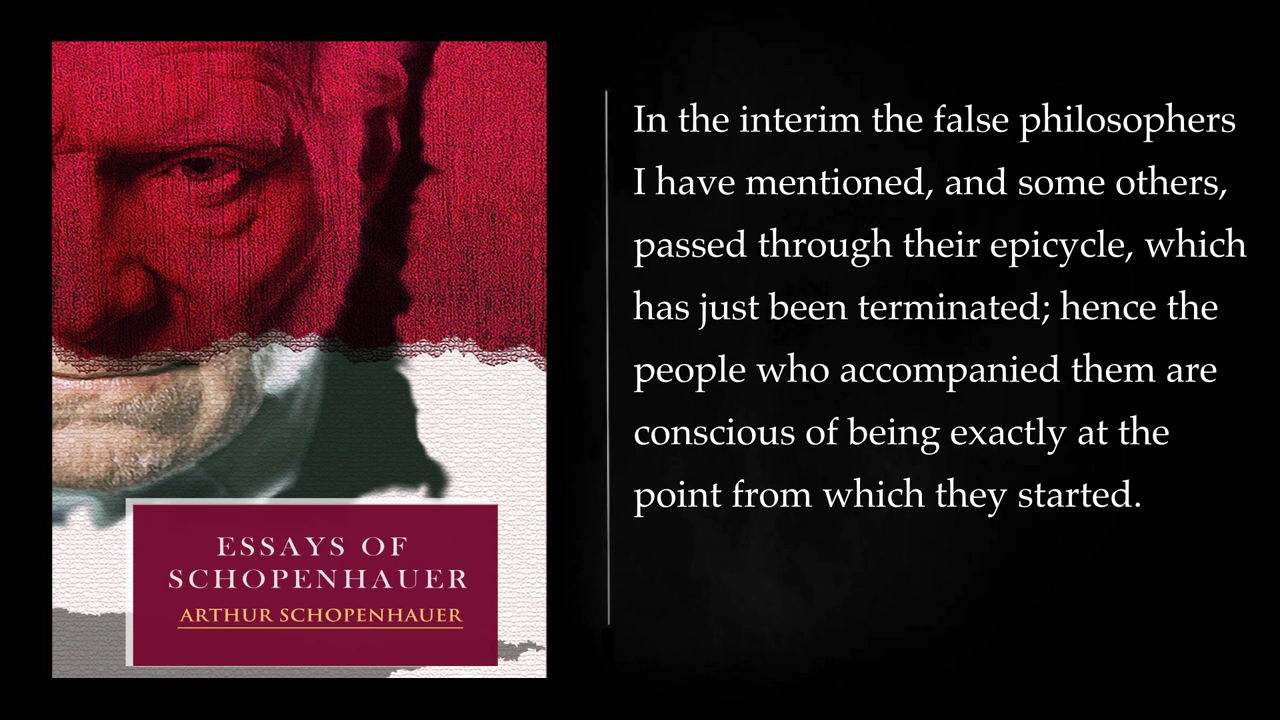 ESSAYS OF
SCHOPENHAUER
ARTHUR SCHOPENHAUER
In the interim the false philosophers
I have mentioned, and some others,
passed through their epicycle, which
has just been terminated; hence the
people who accompanied them are
conscious of being exactly at the
point from which they started.